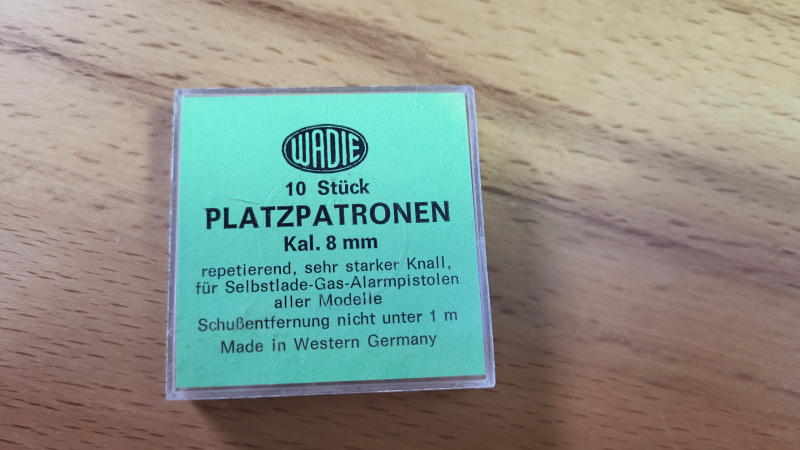 WADIE
10 Stück
PLATZPATRONEN
Kal. 8 mm
repetierend, sehr starker Knall,
für Selbstlade-Gas-Alarmpistolen
aller Modelle
Schußentfernung nicht unter 1 m
Made in Western Germany